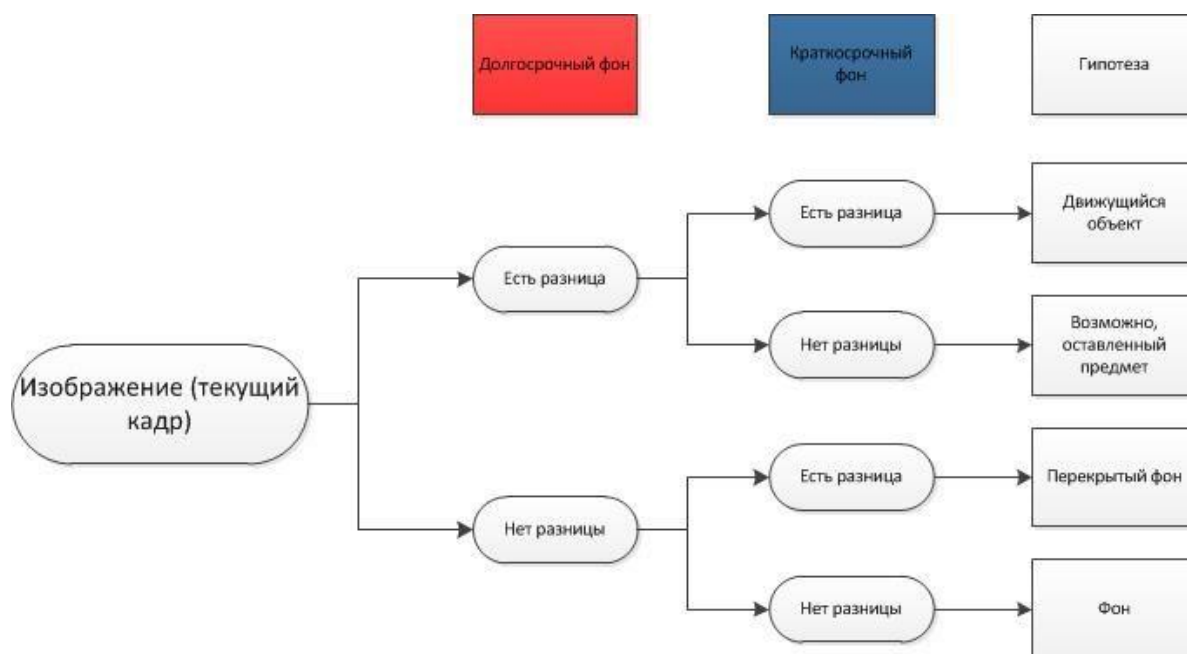 Долгосрочный фон
Краткосрочный
фон
Гипотеза
Есть разница
Движущийся
объект
Есть разница
Нет разницы
Возможно,
оставленный
предмет
Изображение (текущий
кадр)
Есть разница
Перекрытый фон
Нет разницы
Нет разницы
Фон